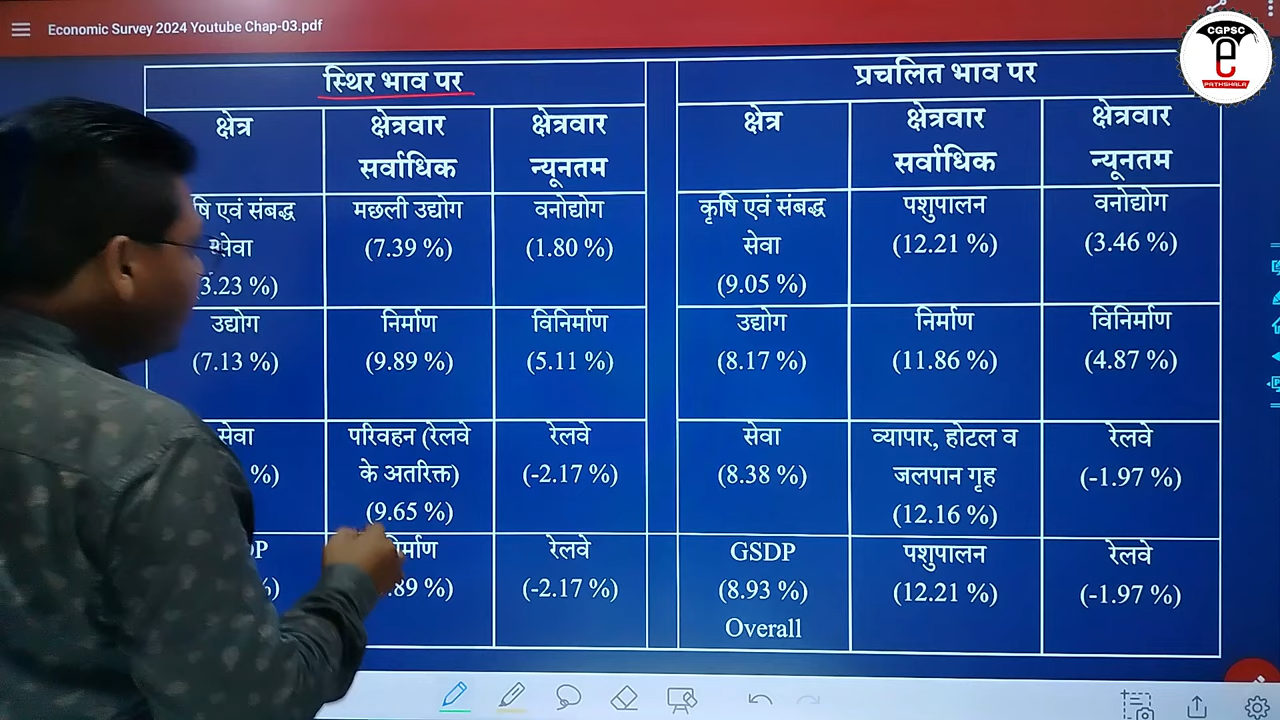 Economic Survey 2024 Youtube Chap-03.pdf
CGPSC
e
PATHSHALA
स्थिर भाव पर
क्षेत्र
क्षेत्रवार
सर्वाधिक
क्षेत्रवार
न्यूनतम
एवं संबद्ध
मछली उद्योग
(7.39 %)
वनोद्योग
(1.80 %)
उद्योग
(7.13 %)
निर्माण
(9.89 %)
विनिर्माण
(5.11 %)
सेवा
%)
परिवहन (रेलवे
के अतरिक्त)
(9.65 %)
रेलवे
(-2.17 %)
रेलवे
(-2.17 %)
प्रचलित भाव पर
क्षेत्र
क्षेत्रवार
सर्वाधिक
क्षेत्रवार
न्यूनतम
कृषि एवं संबद्ध
सेवा
(9.05 %)
पशुपालन
(12.21 %)
वनोद्योग
(3.46 %)
उद्योग
(8.17 %)
निर्माण
(11.86 %)
विनिर्माण
(4.87 %)
सेवा
(8.38 %)
व्यापार, होटल व
जलपान गृह
(12.16 %)
रेलवे
(-1.97 %)
GSDP
(8.93 %)
Overall
पशुपालन
(12.21 %)
रेलवे
(-1.97 %)